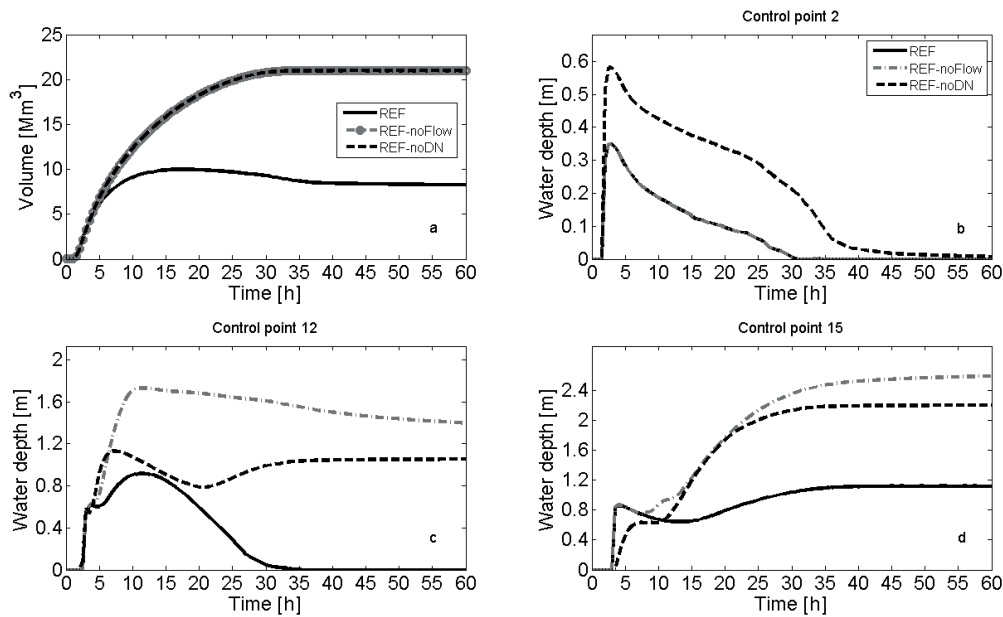 Volume [Mm3]
25
20
15
10
5
0
0 5 10 15 20 25 30 35 40 45 50 55 60
Time [h]
REF
REF-noFlow
REF-noDN
a
Control point 2
Water depth [m]
0.6
0.5
0.4
0.3
0.2
0.1
0
0 5 10 15 20 25 30 35 40 45 50 55 60
Time [h]
REF
REF-noFlow
REF-noDN
b
Control point 12
Water depth [m]
2
1.6
1.2
0.8
0.4
0
0 5 10 15 20 25 30 35 40 45 50 55 60
Time [h]
c
Control point 15
Water depth [m]
2.4
2
1.6
1.2
0.8
0.4
0
0 5 10 15 20 25 30 35 40 45 50 55 60
Time [h]
d